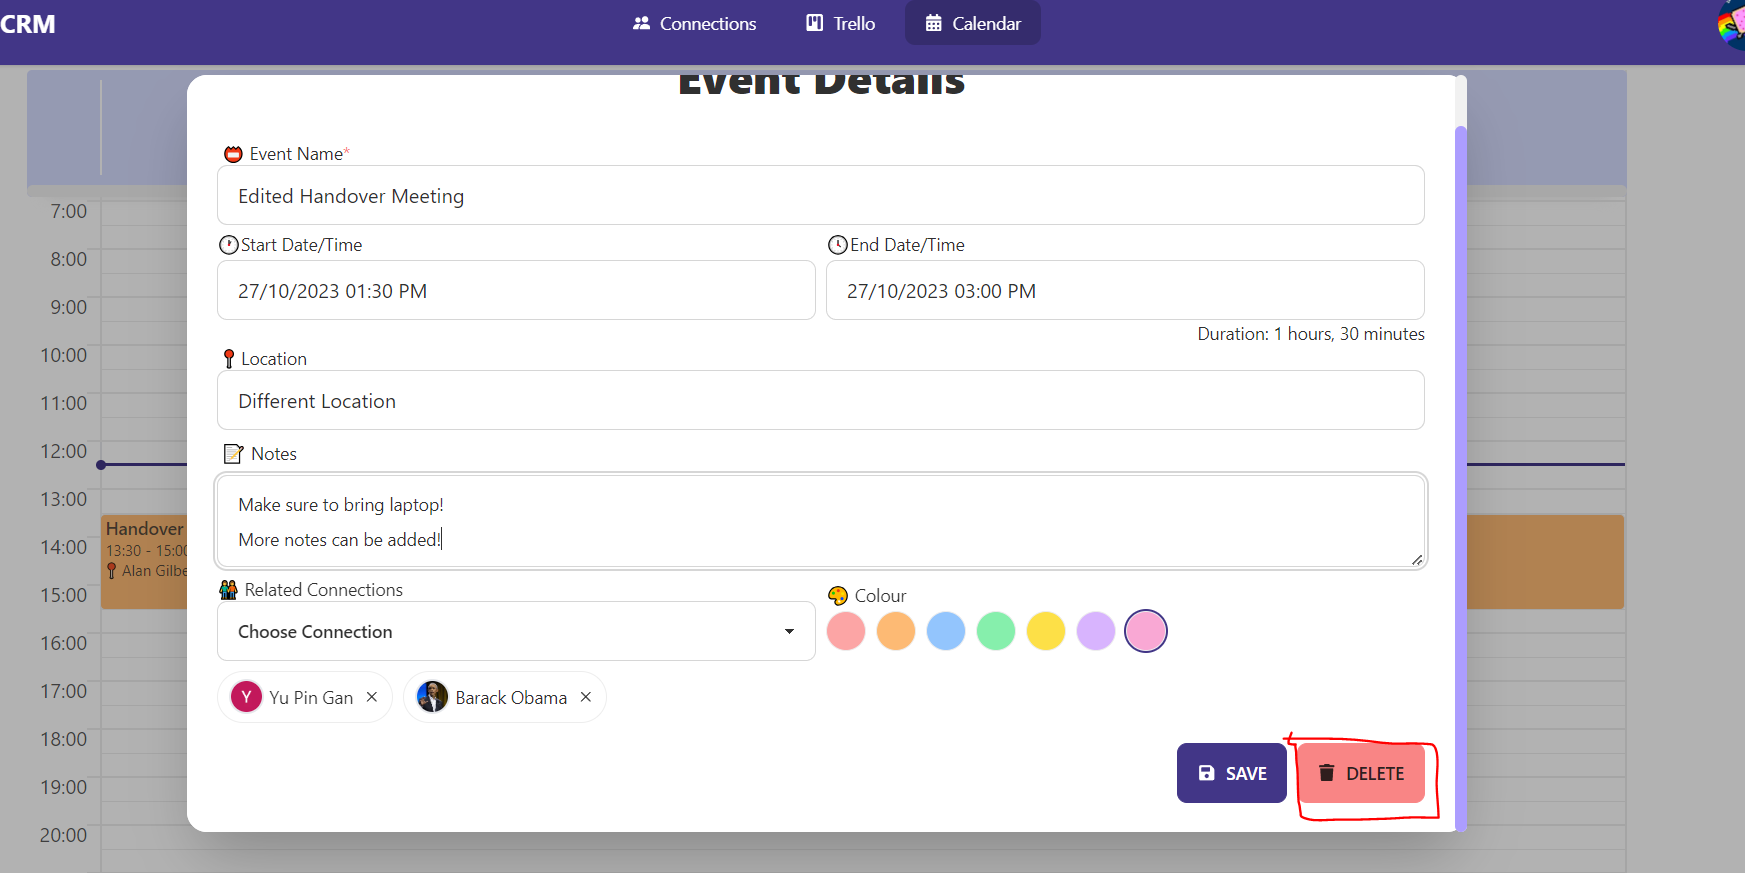 CRM
Connections
Trello
Calendar
Event Details
Event Name*
Edited Handover Meeting
Start Date/Time
End Date/Time
27/10/2023 01:30 PM
27/10/2023 03:00 PM
Duration: 1 hours, 30 minutes
Location
Different Location
Notes
Make sure to bring laptop!
More notes can be added!
Related Connections
Colour
Choose Connection
Y
Yu Pin Gan
Barack Obama
SAVE
DELETE
7:00
8:00
9:00
10:00
11:00
12:00
13:00
Handover
14:00
13:30 - 15:00
Alan Gilbe
15:00
16:00
17:00
18:00
19:00
20:00